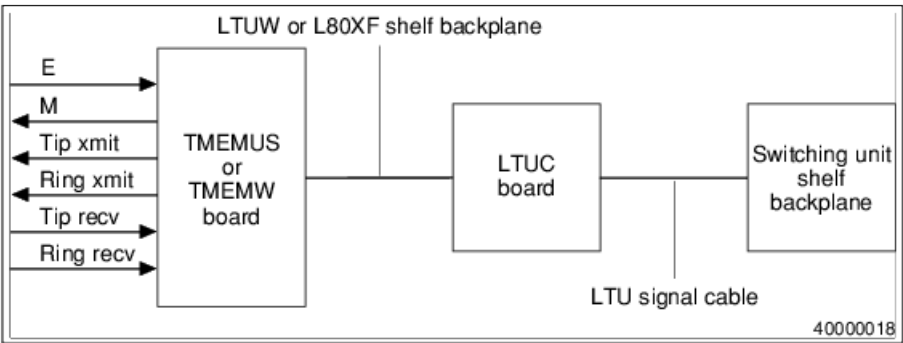 LTUW or L80XF shelf backplane
E
M
Tip xmit
Ring xmit
Tip recv
Ring recv
TMEMUS
or
TMEMW
board
LTUC
board
Switching unit
shelf
backplane
LTU signal cable
40000018